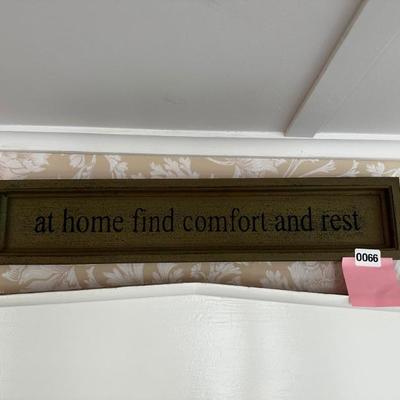 at home find comfort and rest
0066